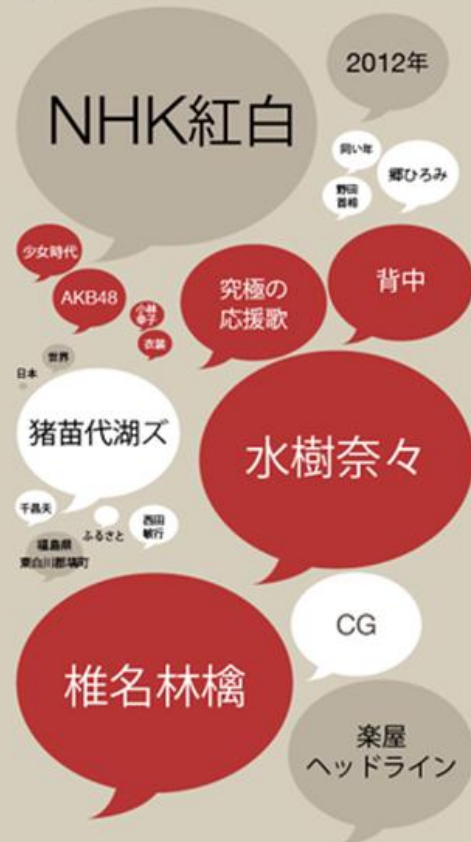 NHK紅白
2012年
同い年
野田
首相
郷ひろみ
少女時代
AKB48
小林
幸子
衣装
究極の
応援歌
背中
世界
日本
猪苗代湖ズ
水樹奈々
千昌夫
ふるさと
西田
敏行
福島県
東白川郡塙町
椎名林檎
CG
楽屋
ヘッドライン